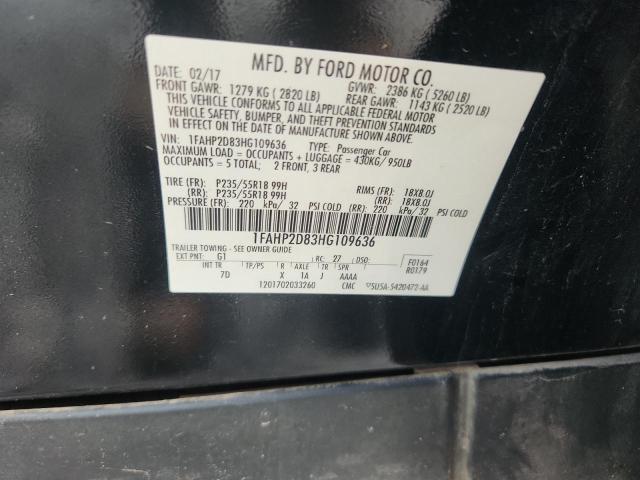 MFD. BY FORD MOTOR CO.
DATE: 02/17 GVWR: 2386 KG ( 5260 LB)
FRONT GAWR: 1279 KG ( 2820 LB) REAR GAWR: 1143 KG ( 2520 LB)
THIS VEHICLE CONFORMS TO ALL APPLICABLE FEDERAL MOTOR
VEHICLE SAFETY, BUMPER, AND THEFT PREVENTION STANDARDS
IN EFFECT ON THE DATE OF MANUFACTURE SHOWN ABOVE.
VIN: 1FAHP2D83HG109636 TYPE: Passenger Car
MAXIMUM LOAD = OCCUPANTS + LUGGAGE = 430KG/ 950LB
OCCUPANTS = 5 TOTAL; 2 FRONT, 3 REAR
TIRE (F): P235/55R18 99H RIMS (F): 18X8.0J
(RR): P235/55R18 99H (RR): 18X8.0J
PRESSURE (F): 220 kPa/ 32 PSI COLD (RR): 220 kPa/ 32 PSI COLD
1FAHP2D83HG109636
TRAILER TOWING - SEE OWNER GUIDE
EXT PNT: G1 RC: 27 DSO: F0164
R0179
INT TR TP/PS R AXLE TR SPR
7D X 1A J AAAA
1201702033260 CMC 5U5A-5420472-AA